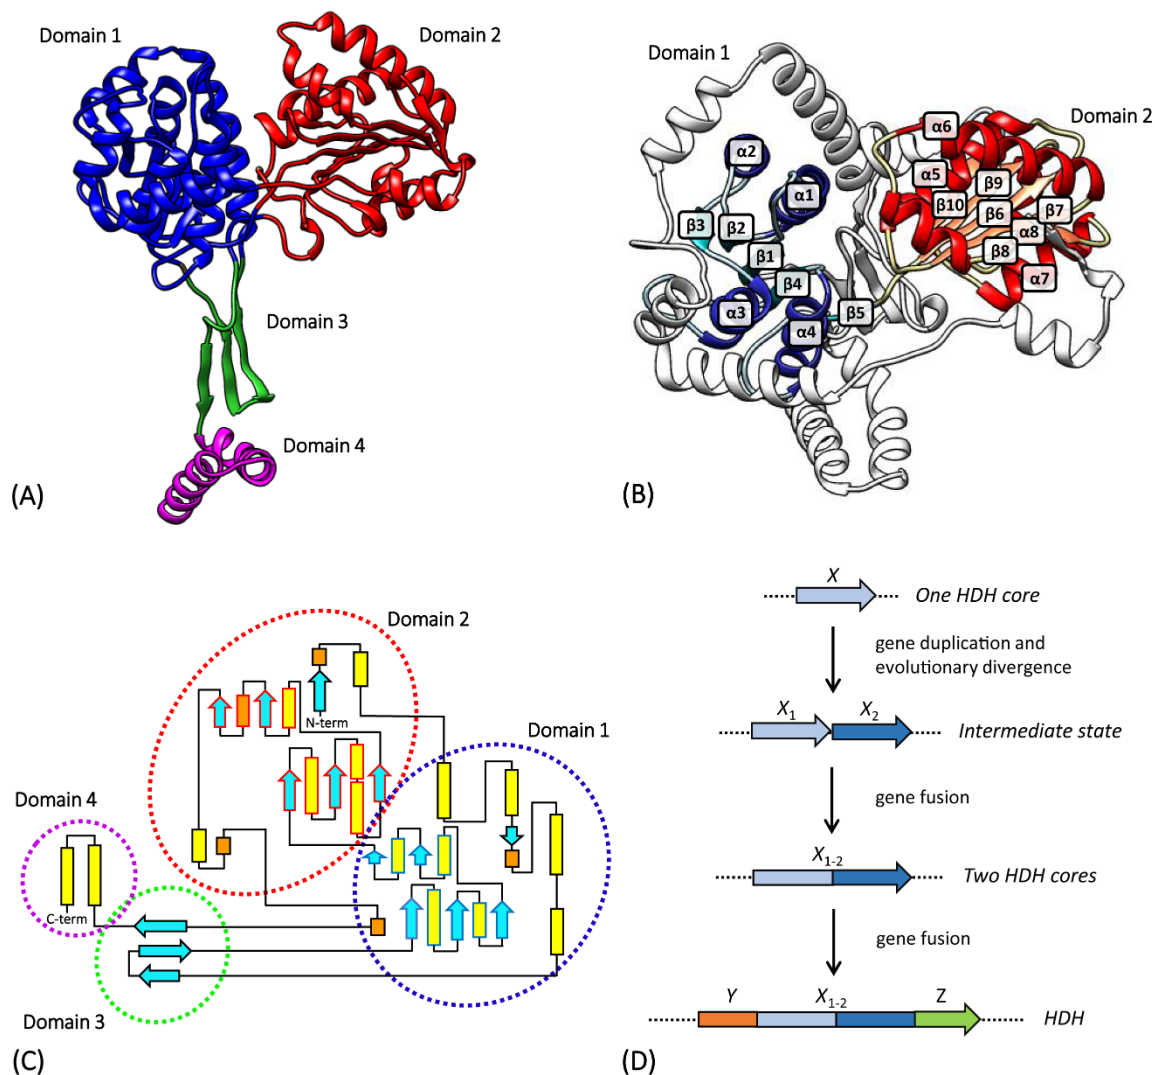 Domain 1
Domain 2
Domain 3
Domain 4
(A)
Domain 1
Domain 2
α6
α2
α5
β9
α1
β10
β6
β7
β3
β2
α8
β1
β8
β4
α7
α3
β5
α4
(B)
Domain 2
N-term
Domain 1
Domain 4
C-term
Domain 3
(C)
X
One HDH core
gene duplication and
evolutionary divergence
X1 X2
Intermediate state
gene fusion
X1-2
Two HDH cores
gene fusion
Y X1-2 Z
HDH
(D)